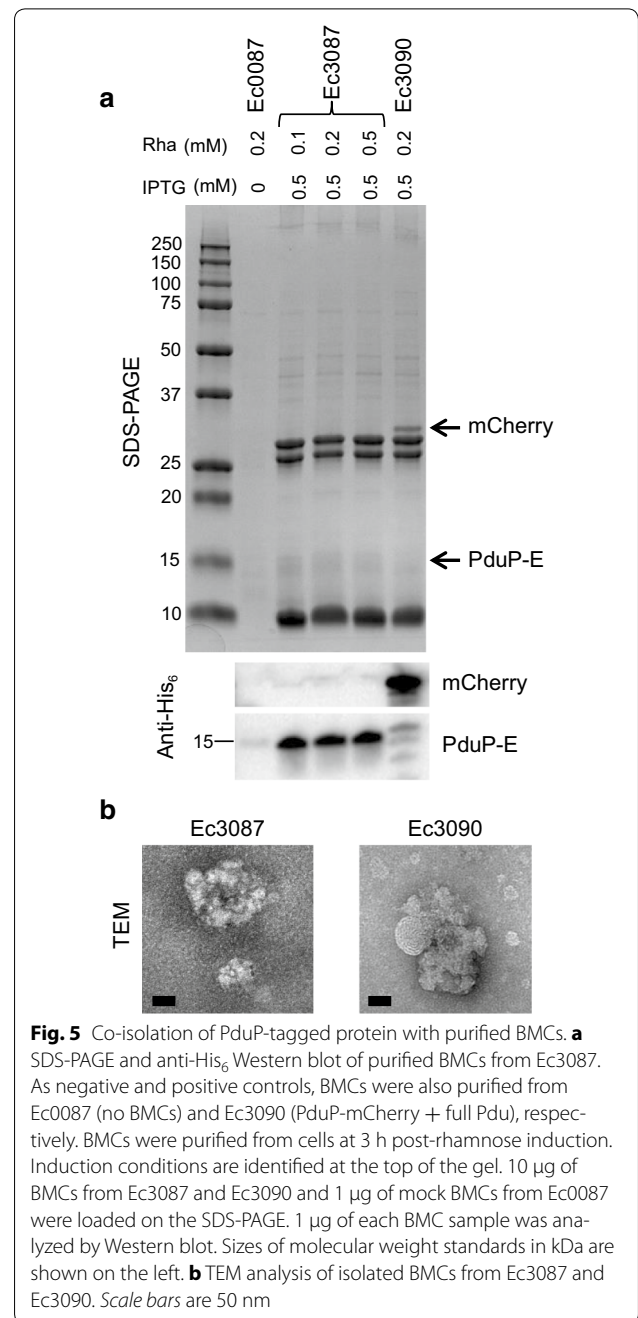 a
Ec0087
Ec3087
Ec3090
Rha (mM) 0.2 0.1 0.2 0.5 0.2
IPTG (mM) 0 0.5 0.5 0.5 0.5
SDS-PAGE
250
150
100
75
50
37
25
20
15
10
mCherry
PduP-E
Anti-His6
mCherry
15
PduP-E
b
Ec3087
Ec3090
TEM
Fig. 5 Co-isolation of PduP-tagged protein with purified BMCs. a
SDS-PAGE and anti-His6 Western blot of purified BMCs from Ec3087.
As negative and positive controls, BMCs were also purified from
Ec0087 (no BMCs) and Ec3090 (PduP-mCherry + full Pdu), respec-
tively. BMCs were purified from cells at 3 h post-rhamnose induction.
Induction conditions are identified at the top of the gel. 10 µg of
BMCs from Ec3087 and Ec3090 and 1 µg of mock BMCs from Ec0087
were loaded on the SDS-PAGE. 1 µg of each BMC sample was ana-
lyzed by Western blot. Sizes of molecular weight standards in kDa are
shown on the left. b TEM analysis of isolated BMCs from Ec3087 and
Ec3090. Scale bars are 50 nm